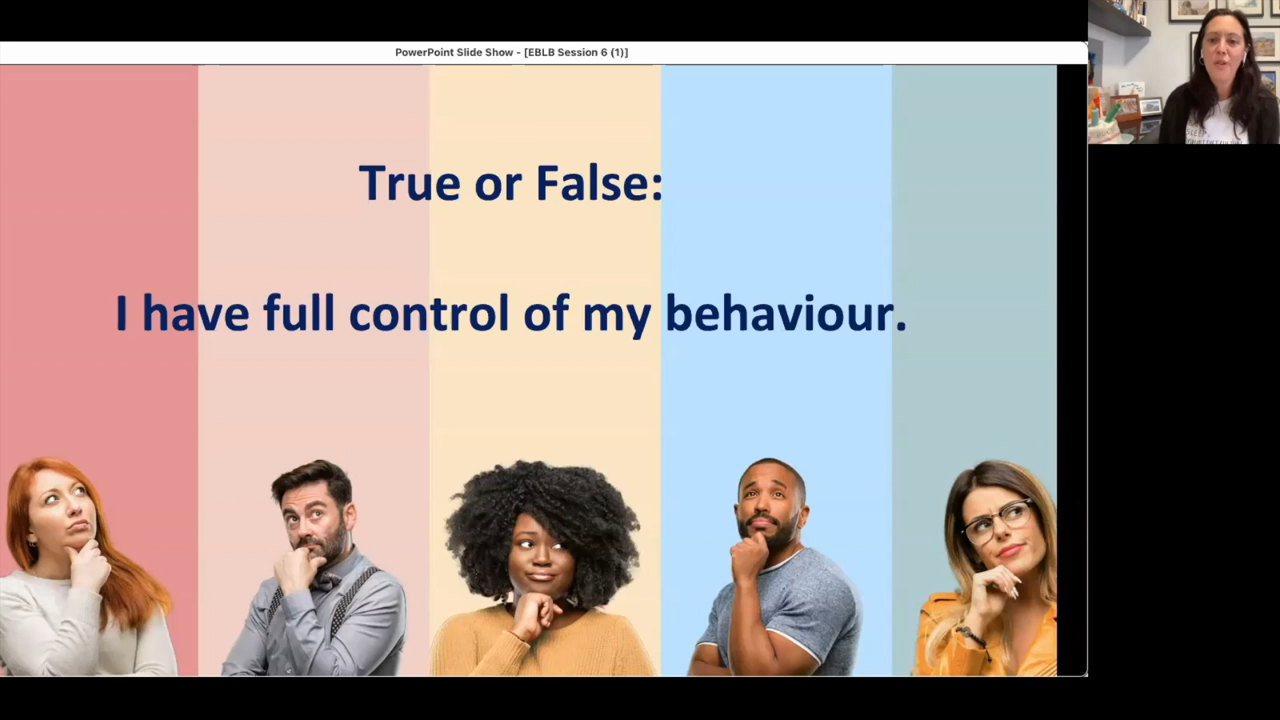 PowerPoint Slide Show - [EBLB Session 6 (1)]
True or False:
I have full control of my behaviour.